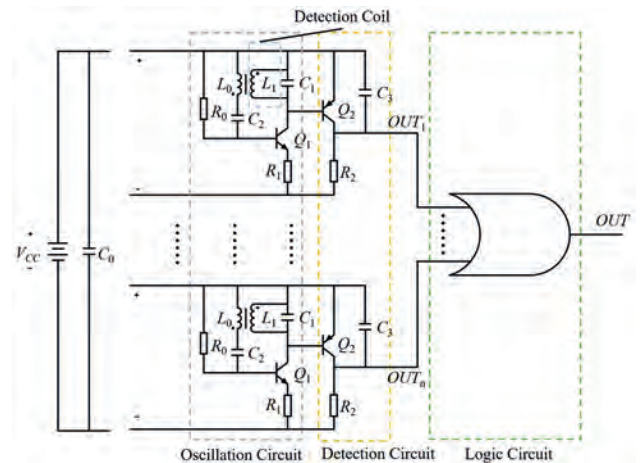 Detection Coil
+
L₀ L₁ C₁
C₃
R₀ C₂ Q₂
OUT₁
Q₁
R₁ R₂
-
+
V_CC C₀
-
OUT
+
L₀ L₁ C₁
C₃
R₀ C₂ Q₂
Q₁
OUTₙ
R₁ R₂
-
Oscillation Circuit Detection Circuit Logic Circuit